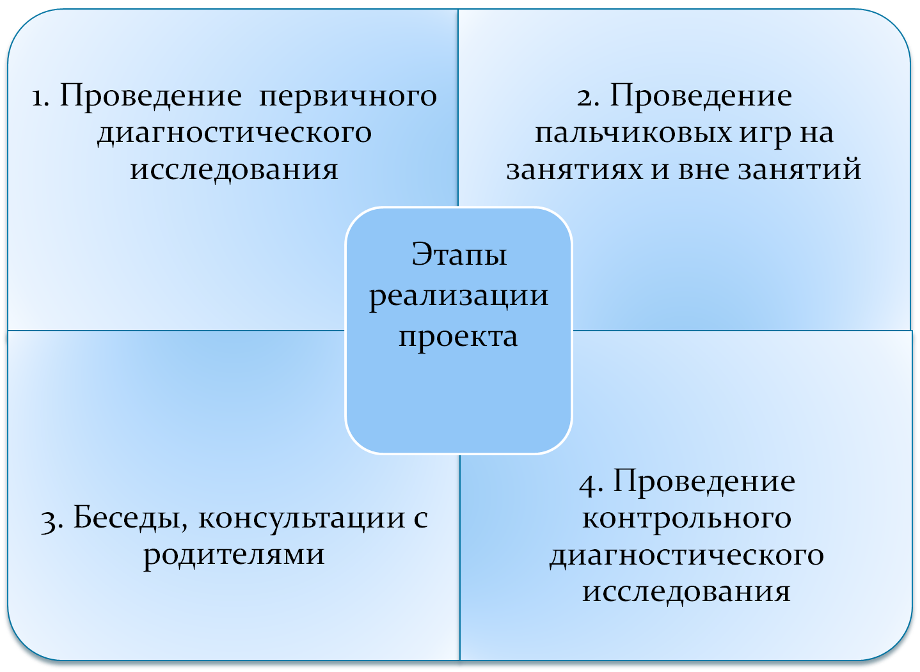 1. Проведение первичного
диагностического
исследования
2. Проведение
пальчиковых игр на
занятиях и вне занятий
Этапы
реализации
проекта
3. Беседы, консультации с
родителями
4. Проведение
контрольного
диагностического
исследования